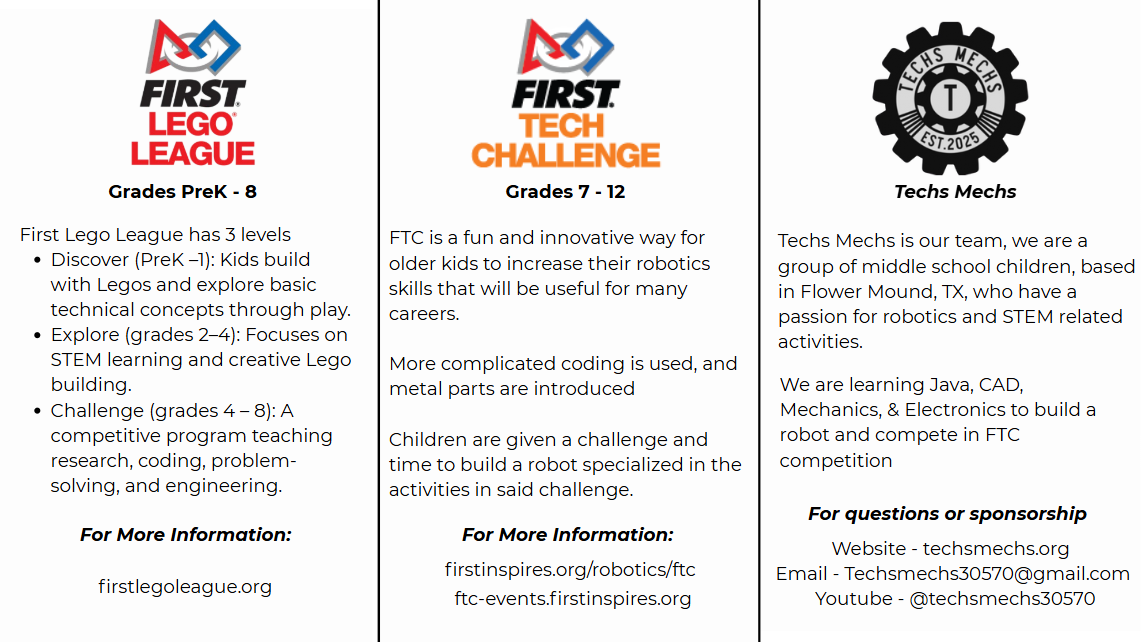 FIRST®
LEGO®
LEAGUE
Grades PreK - 8
First Lego League has 3 levels
• Discover (PreK –1): Kids build
with Legos and explore basic
technical concepts through play.
• Explore (grades 2–4): Focuses on
STEM learning and creative Lego
building.
• Challenge (grades 4 – 8): A
competitive program teaching
research, coding, problem-
solving, and engineering.
For More Information:
firstlegoleague.org
FIRST®
TECH
CHALLENGE
Grades 7 - 12
FTC is a fun and innovative way for
older kids to increase their robotics
skills that will be useful for many
careers.
More complicated coding is used, and
metal parts are introduced
Children are given a challenge and
time to build a robot specialized in the
activities in said challenge.
For More Information:
firstinspires.org/robotics/ftc
ftc-events.firstinspires.org
TECHS MECHS
T
EST.2025
Techs Mechs
Techs Mechs is our team, we are a
group of middle school children, based
in Flower Mound, TX, who have a
passion for robotics and STEM related
activities.
We are learning Java, CAD,
Mechanics, & Electronics to build a
robot and compete in FTC
competition
For questions or sponsorship
Website - techsmechs.org
Email - Techsmechs30570@gmail.com
Youtube - @techsmechs30570